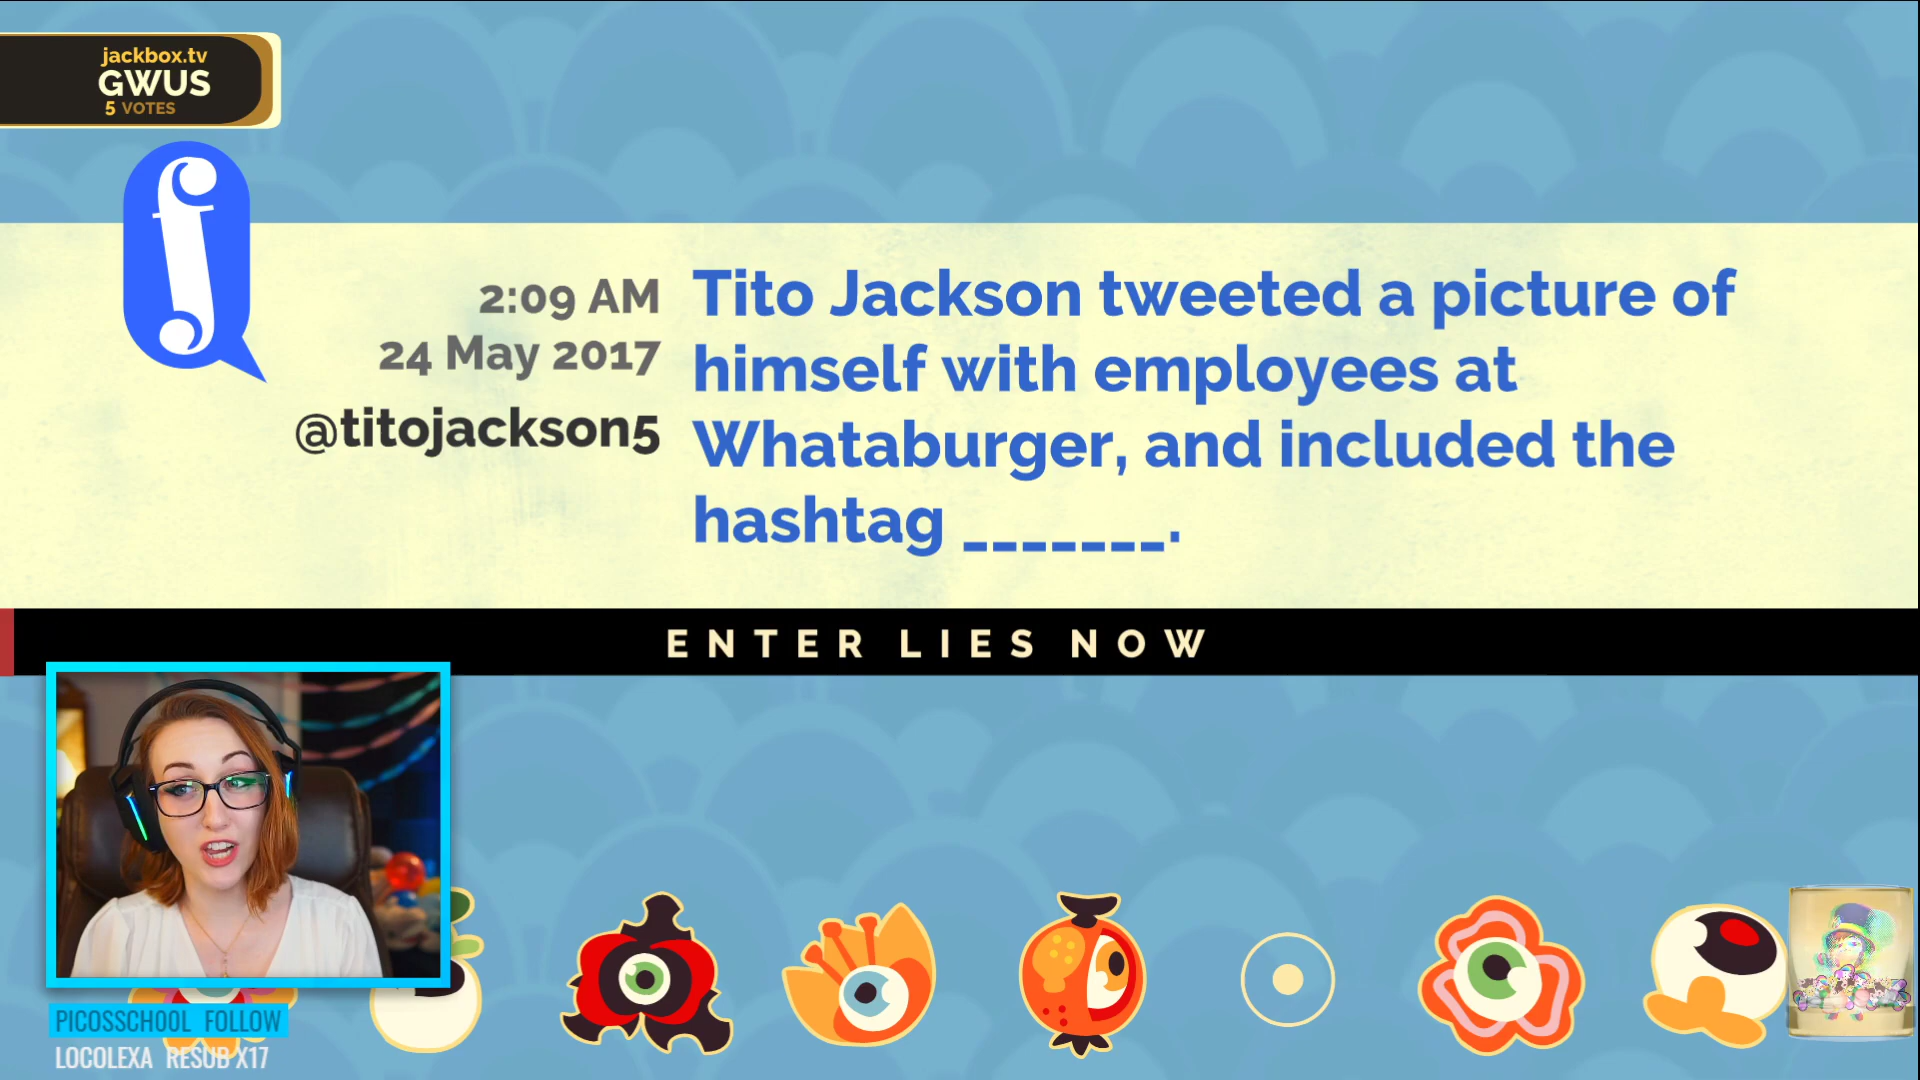 jackbox.tv
GWUS
5 VOTES
2:09 AM
24 May 2017
@titojackson5
Tito Jackson tweeted a picture of
himself with employees at
Whataburger, and included the
hashtag _______.
ENTER LIES NOW
PICOSSCHOOL FOLLOW
LOCOLEXA RESUB X17